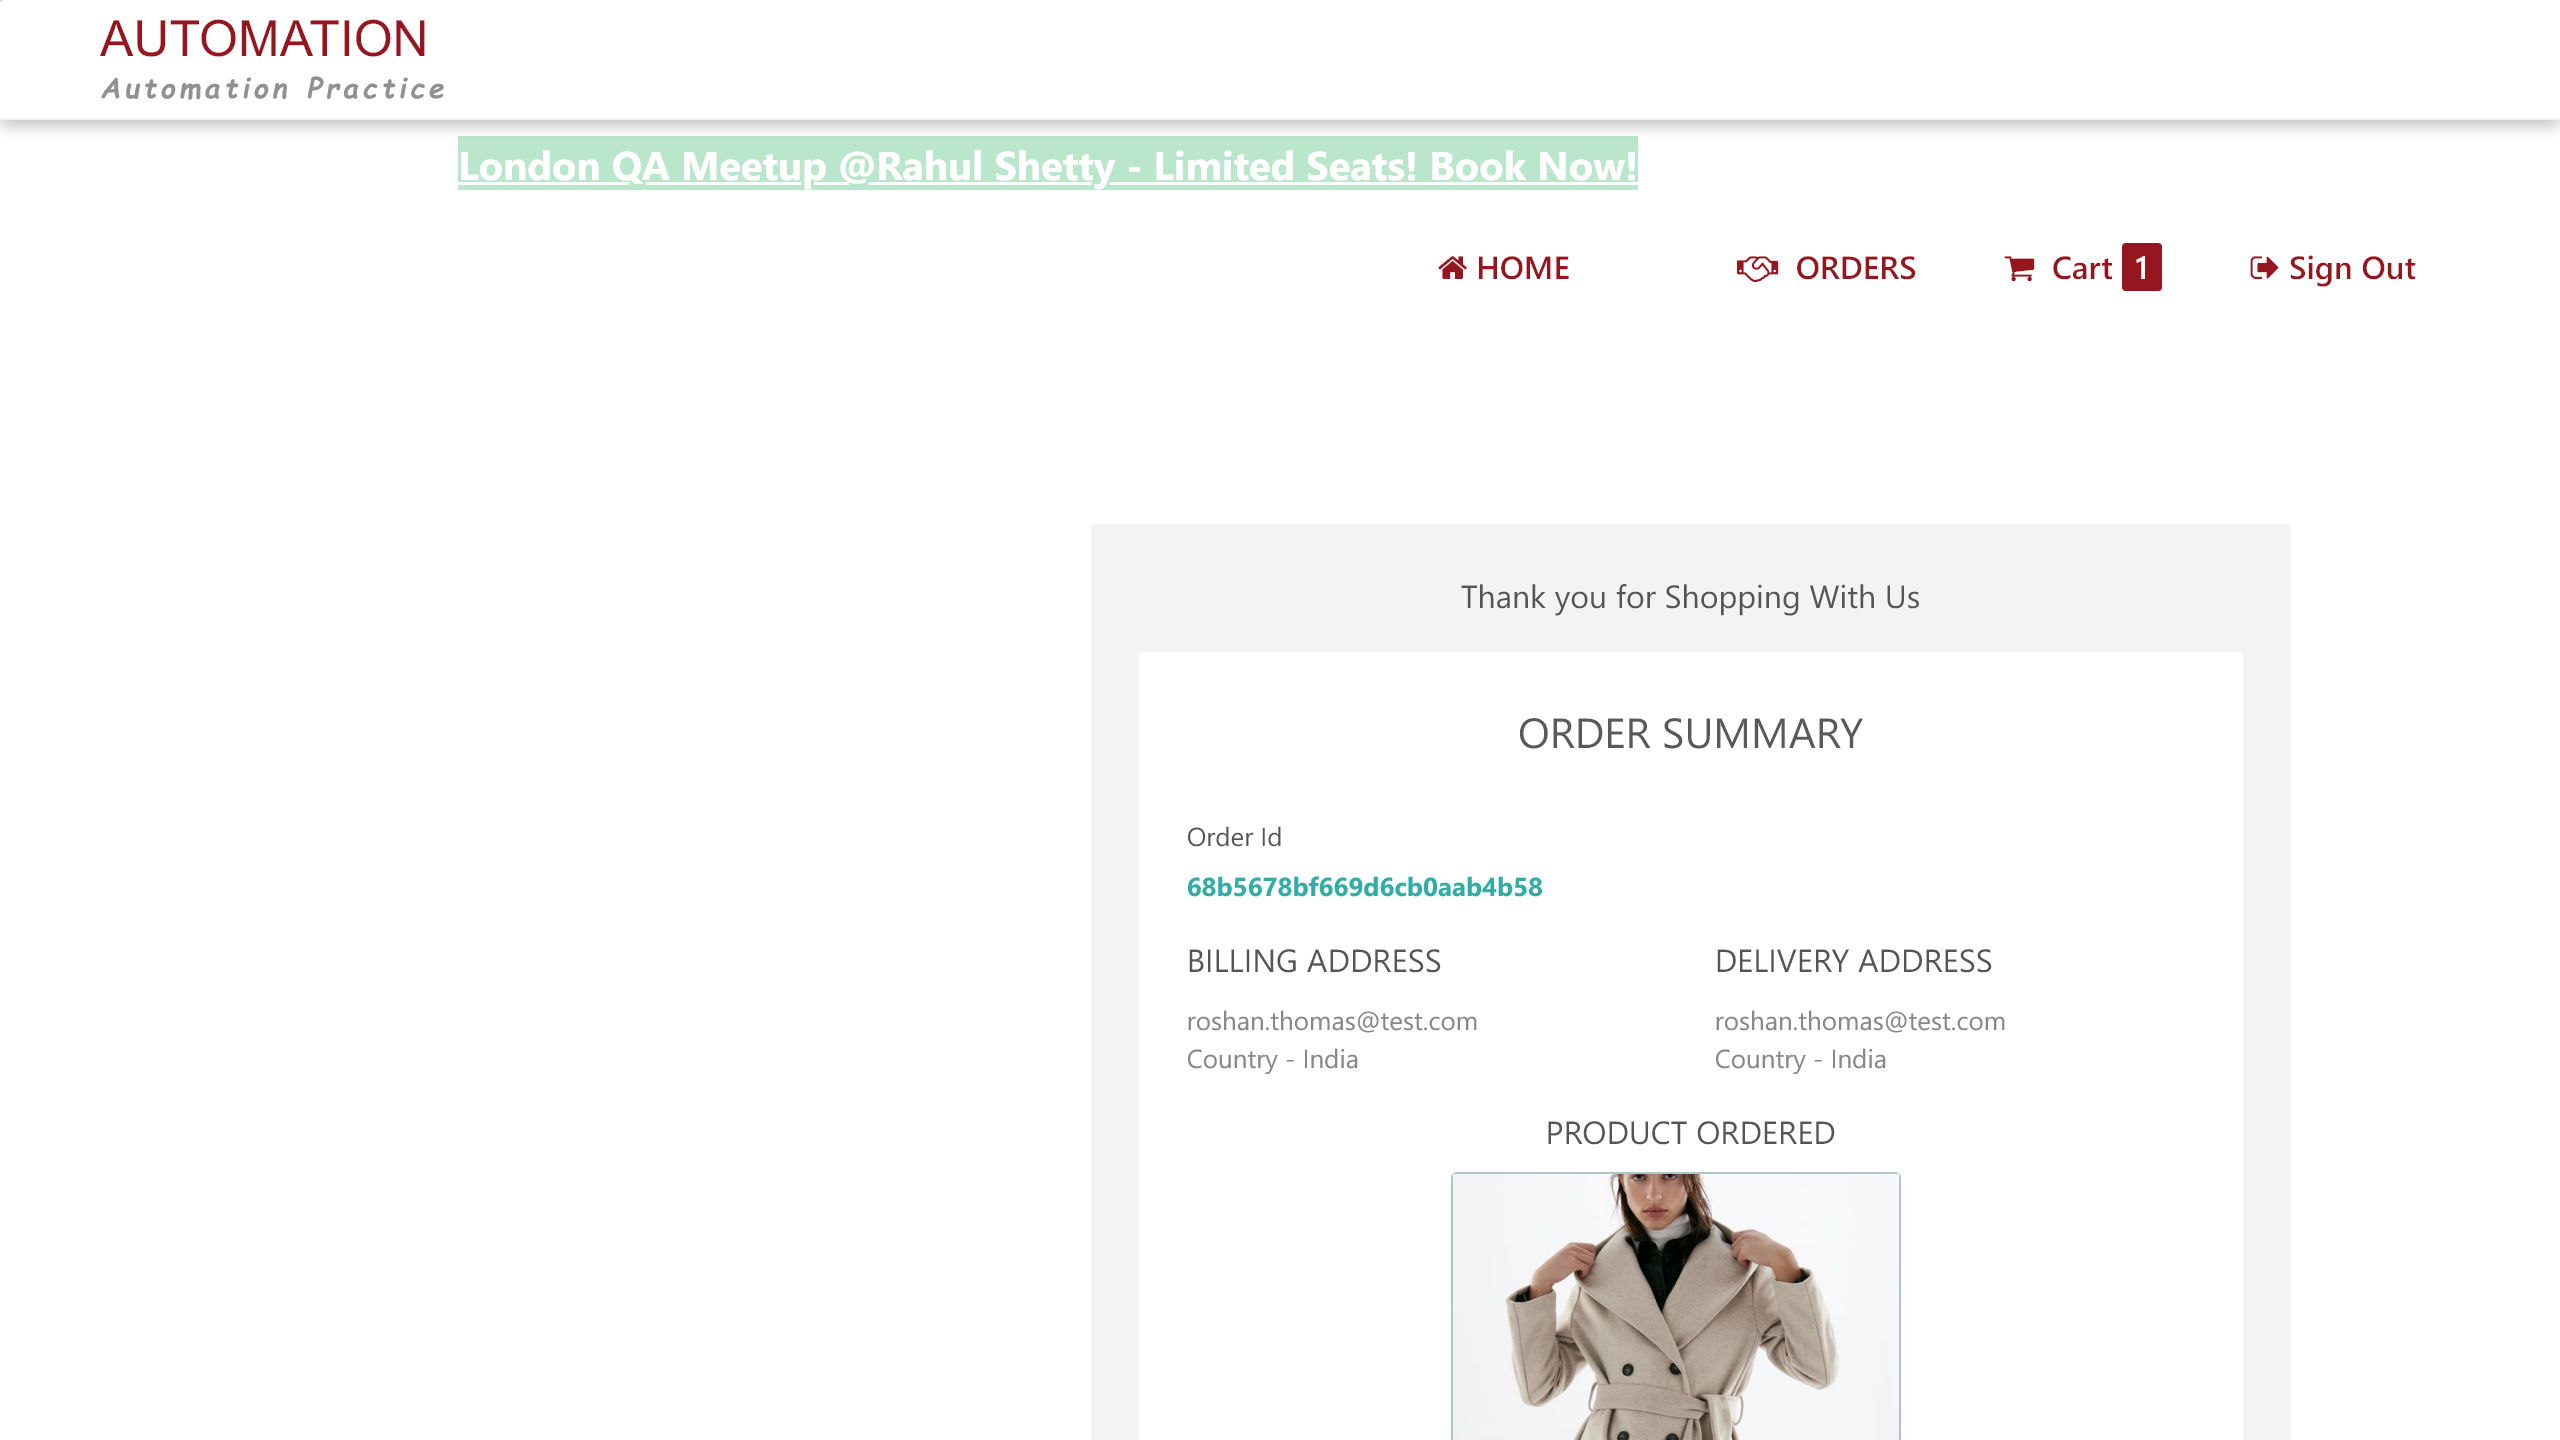 AUTOMATION
Automation Practice
London QA Meetup @Rahul Shetty - Limited Seats! Book Now!
HOME
ORDERS
Cart 1
Sign Out
Thank you for Shopping With Us
ORDER SUMMARY
Order Id
68b5678bf669d6cb0aab4b58
BILLING ADDRESS
roshan.thomas@test.com
Country - India
DELIVERY ADDRESS
roshan.thomas@test.com
Country - India
PRODUCT ORDERED